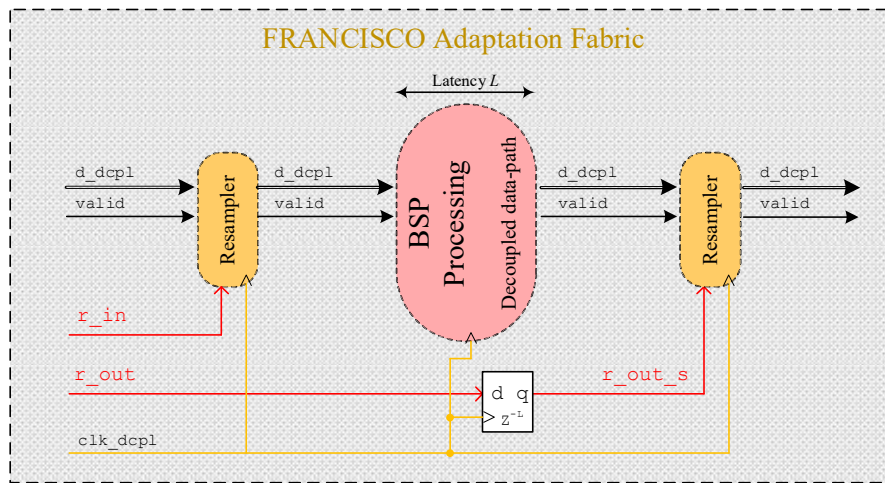 FRANCISCO Adaptation Fabric
Latency L
d_dcpl
valid
Resampler
d_dcpl
valid
BSP
Processing
Decoupled data-path
d_dcpl
valid
Resampler
d_dcpl
valid
r_in
r_out
d q
z-L
r_out_s
clk_dcpl